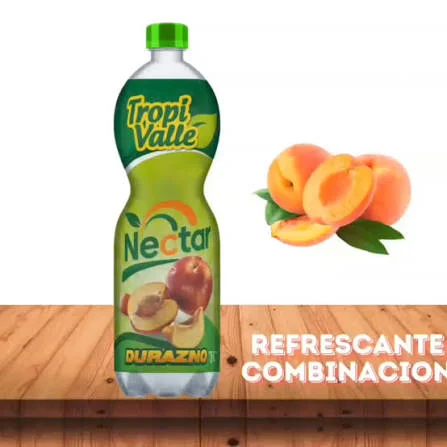 Tropi
Valle
Nectar
DURAZNO
REFRESCANTE
COMBINACION